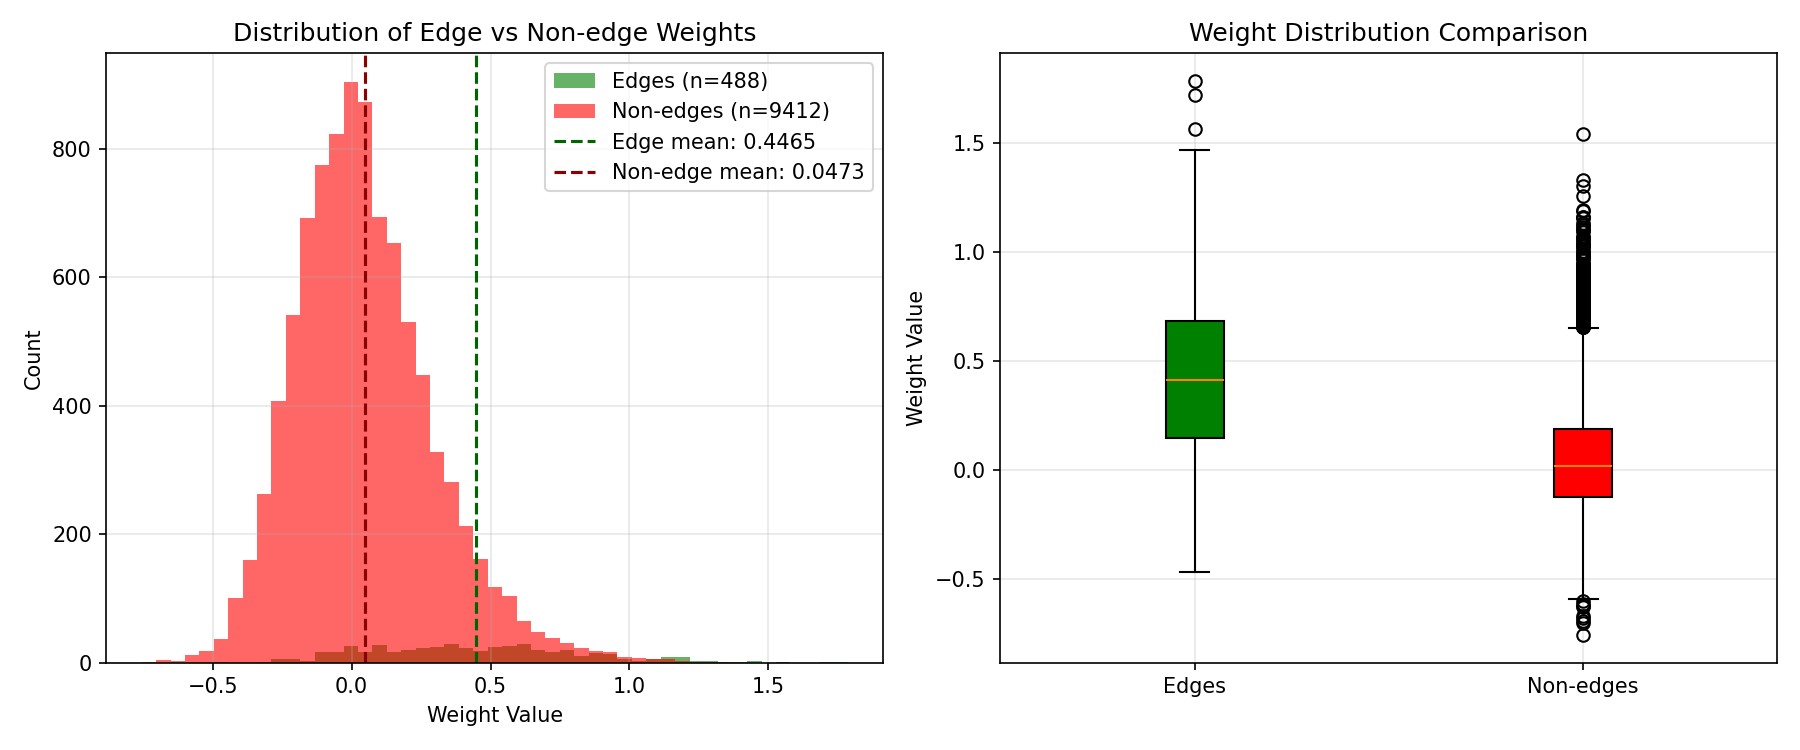 Distribution of Edge vs Non-edge Weights
Edges (n=488)
Non-edges (n=9412)
Edge mean: 0.4465
Non-edge mean: 0.0473
Count
800
600
400
200
0
−0.5
0.0
0.5
1.0
1.5
Weight Value
Weight Distribution Comparison
Weight Value
1.5
1.0
0.5
0.0
−0.5
Edges
Non-edges